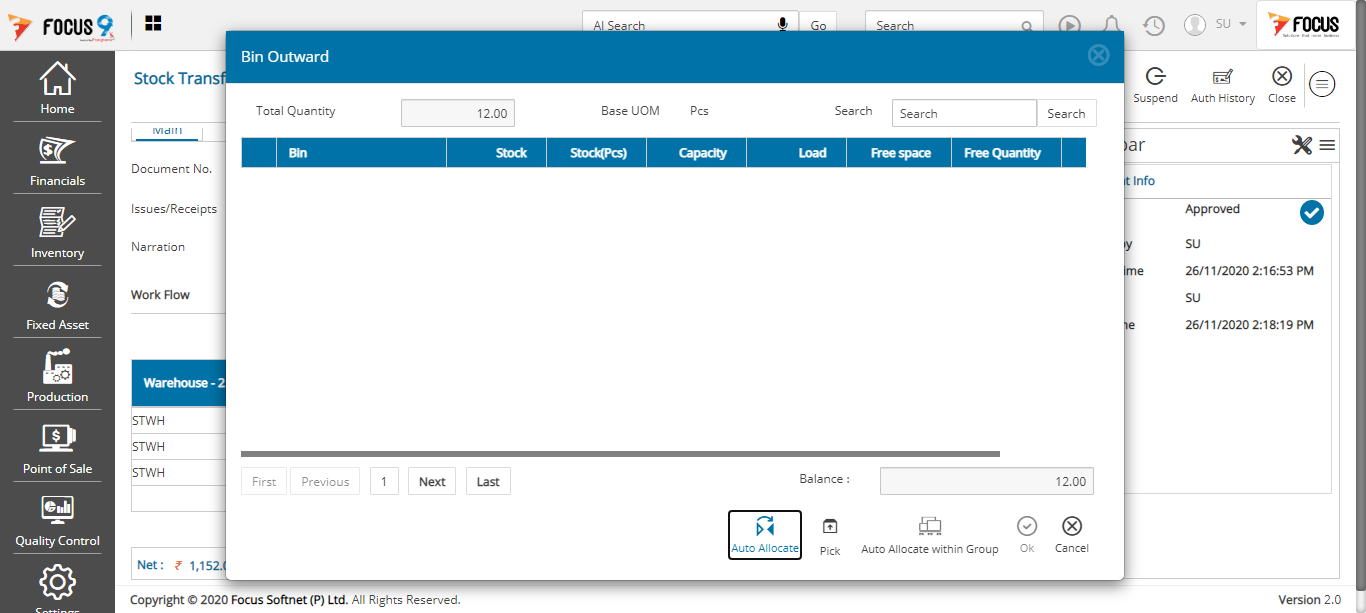 FOCUS 9
AI Search
Go
Search
SU
FOCUS
Home
Financials
Inventory
Fixed Asset
Production
Point of Sale
Quality Control
Settings
Stock Transf
Suspend
Auth History
Close
Main
Document No.
Issues/Receipts
Narration
Work Flow
Warehouse - 2
STWH
STWH
STWH
Net : ₹ 1,152.0
Bin Outward
Total Quantity 12.00 Base UOM Pcs Search Search Search
Bin Stock Stock(Pcs) Capacity Load Free space Free Quantity
First Previous 1 Next Last
Balance : 12.00
Auto Allocate
Pick
Auto Allocate within Group
Ok
Cancel
bar
t Info
Approved
by SU
ime 26/11/2020 2:16:53 PM
SU
ne 26/11/2020 2:18:19 PM
Copyright © 2020 Focus Softnet (P) Ltd. All Rights Reserved.
Version 2.0